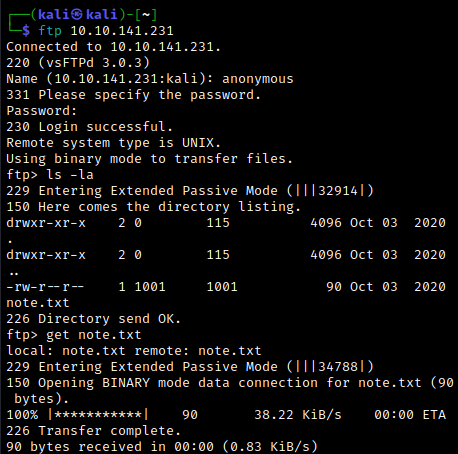 ┌──(kali㉿kali)-[~]
└─$ ftp 10.10.141.231
Connected to 10.10.141.231.
220 (vsFTPd 3.0.3)
Name (10.10.141.231:kali): anonymous
331 Please specify the password.
Password:
230 Login successful.
Remote system type is UNIX.
Using binary mode to transfer files.
ftp> ls -la
229 Entering Extended Passive Mode (|||32914|)
150 Here comes the directory listing.
drwxr-xr-x    2 0        115          4096 Oct 03  2020
.
drwxr-xr-x    2 0        115          4096 Oct 03  2020
..
-rw-r--r--    1 1001     1001           90 Oct 03  2020
note.txt
226 Directory send OK.
ftp> get note.txt
local: note.txt remote: note.txt
229 Entering Extended Passive Mode (|||34788|)
150 Opening BINARY mode data connection for note.txt (90
 bytes).
100% |***********|    90       38.22 KiB/s    00:00 ETA
226 Transfer complete.
90 bytes received in 00:00 (0.83 KiB/s)